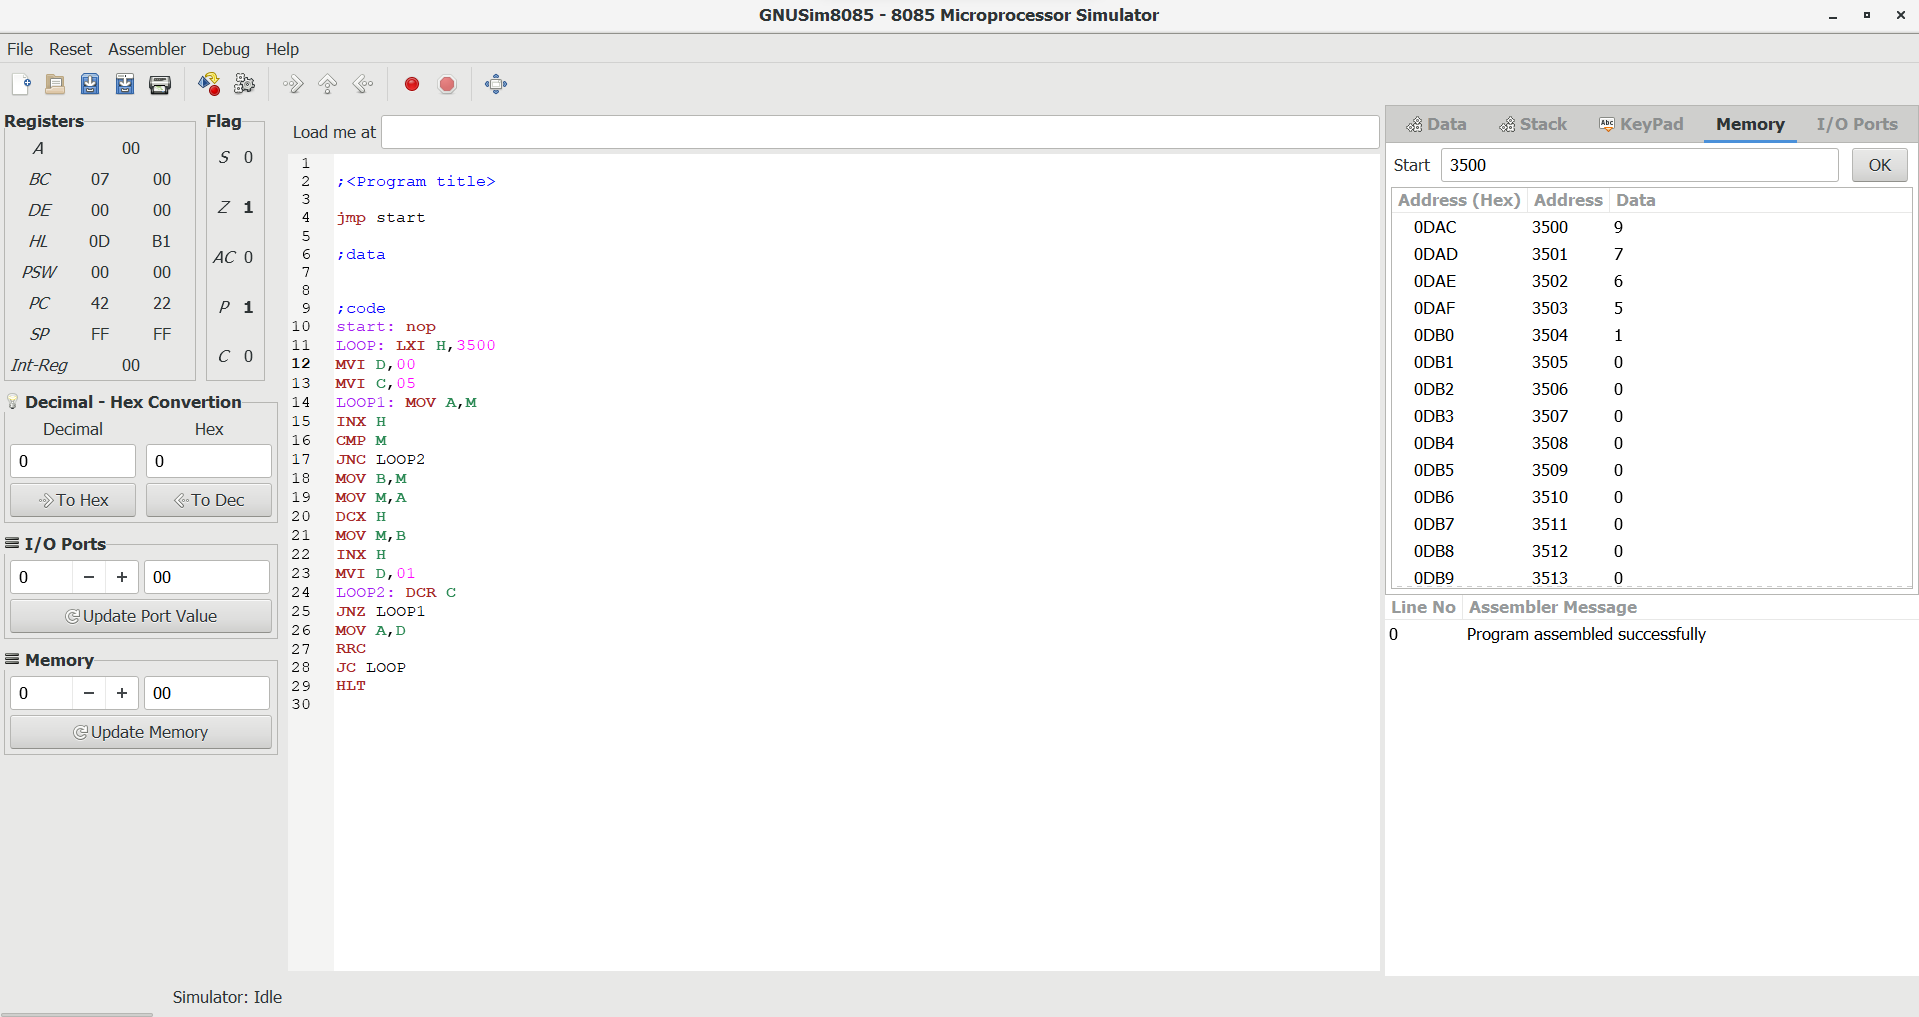 GNUSim8085 - 8085 Microprocessor Simulator
File Reset Assembler Debug Help
Registers
A 00
BC 07 00
DE 00 00
HL 0D B1
PSW 00 00
PC 42 22
SP FF FF
Int-Reg 00
Flag
S 0
Z 1
AC 0
P 1
C 0
Decimal - Hex Convertion
Decimal Hex
0 0
To Hex To Dec
I/O Ports
0 − + 00
Update Port Value
Memory
0 − + 00
Update Memory
Load me at
1
2 ;<Program title>
3
4 jmp start
5
6 ;data
7
8
9 ;code
10 start: nop
11 LOOP: LXI H,3500
12 MVI D,00
13 MVI C,05
14 LOOP1: MOV A,M
15 INX H
16 CMP M
17 JNC LOOP2
18 MOV B,M
19 MOV M,A
20 DCX H
21 MOV M,B
22 INX H
23 MVI D,01
24 LOOP2: DCR C
25 JNZ LOOP1
26 MOV A,D
27 RRC
28 JC LOOP
29 HLT
30
Data Stack Abc KeyPad Memory I/O Ports
Start 3500 OK
Address (Hex) Address Data
0DAC 3500 9
0DAD 3501 7
0DAE 3502 6
0DAF 3503 5
0DB0 3504 1
0DB1 3505 0
0DB2 3506 0
0DB3 3507 0
0DB4 3508 0
0DB5 3509 0
0DB6 3510 0
0DB7 3511 0
0DB8 3512 0
0DB9 3513 0
Line No Assembler Message
0 Program assembled successfully
Simulator: Idle